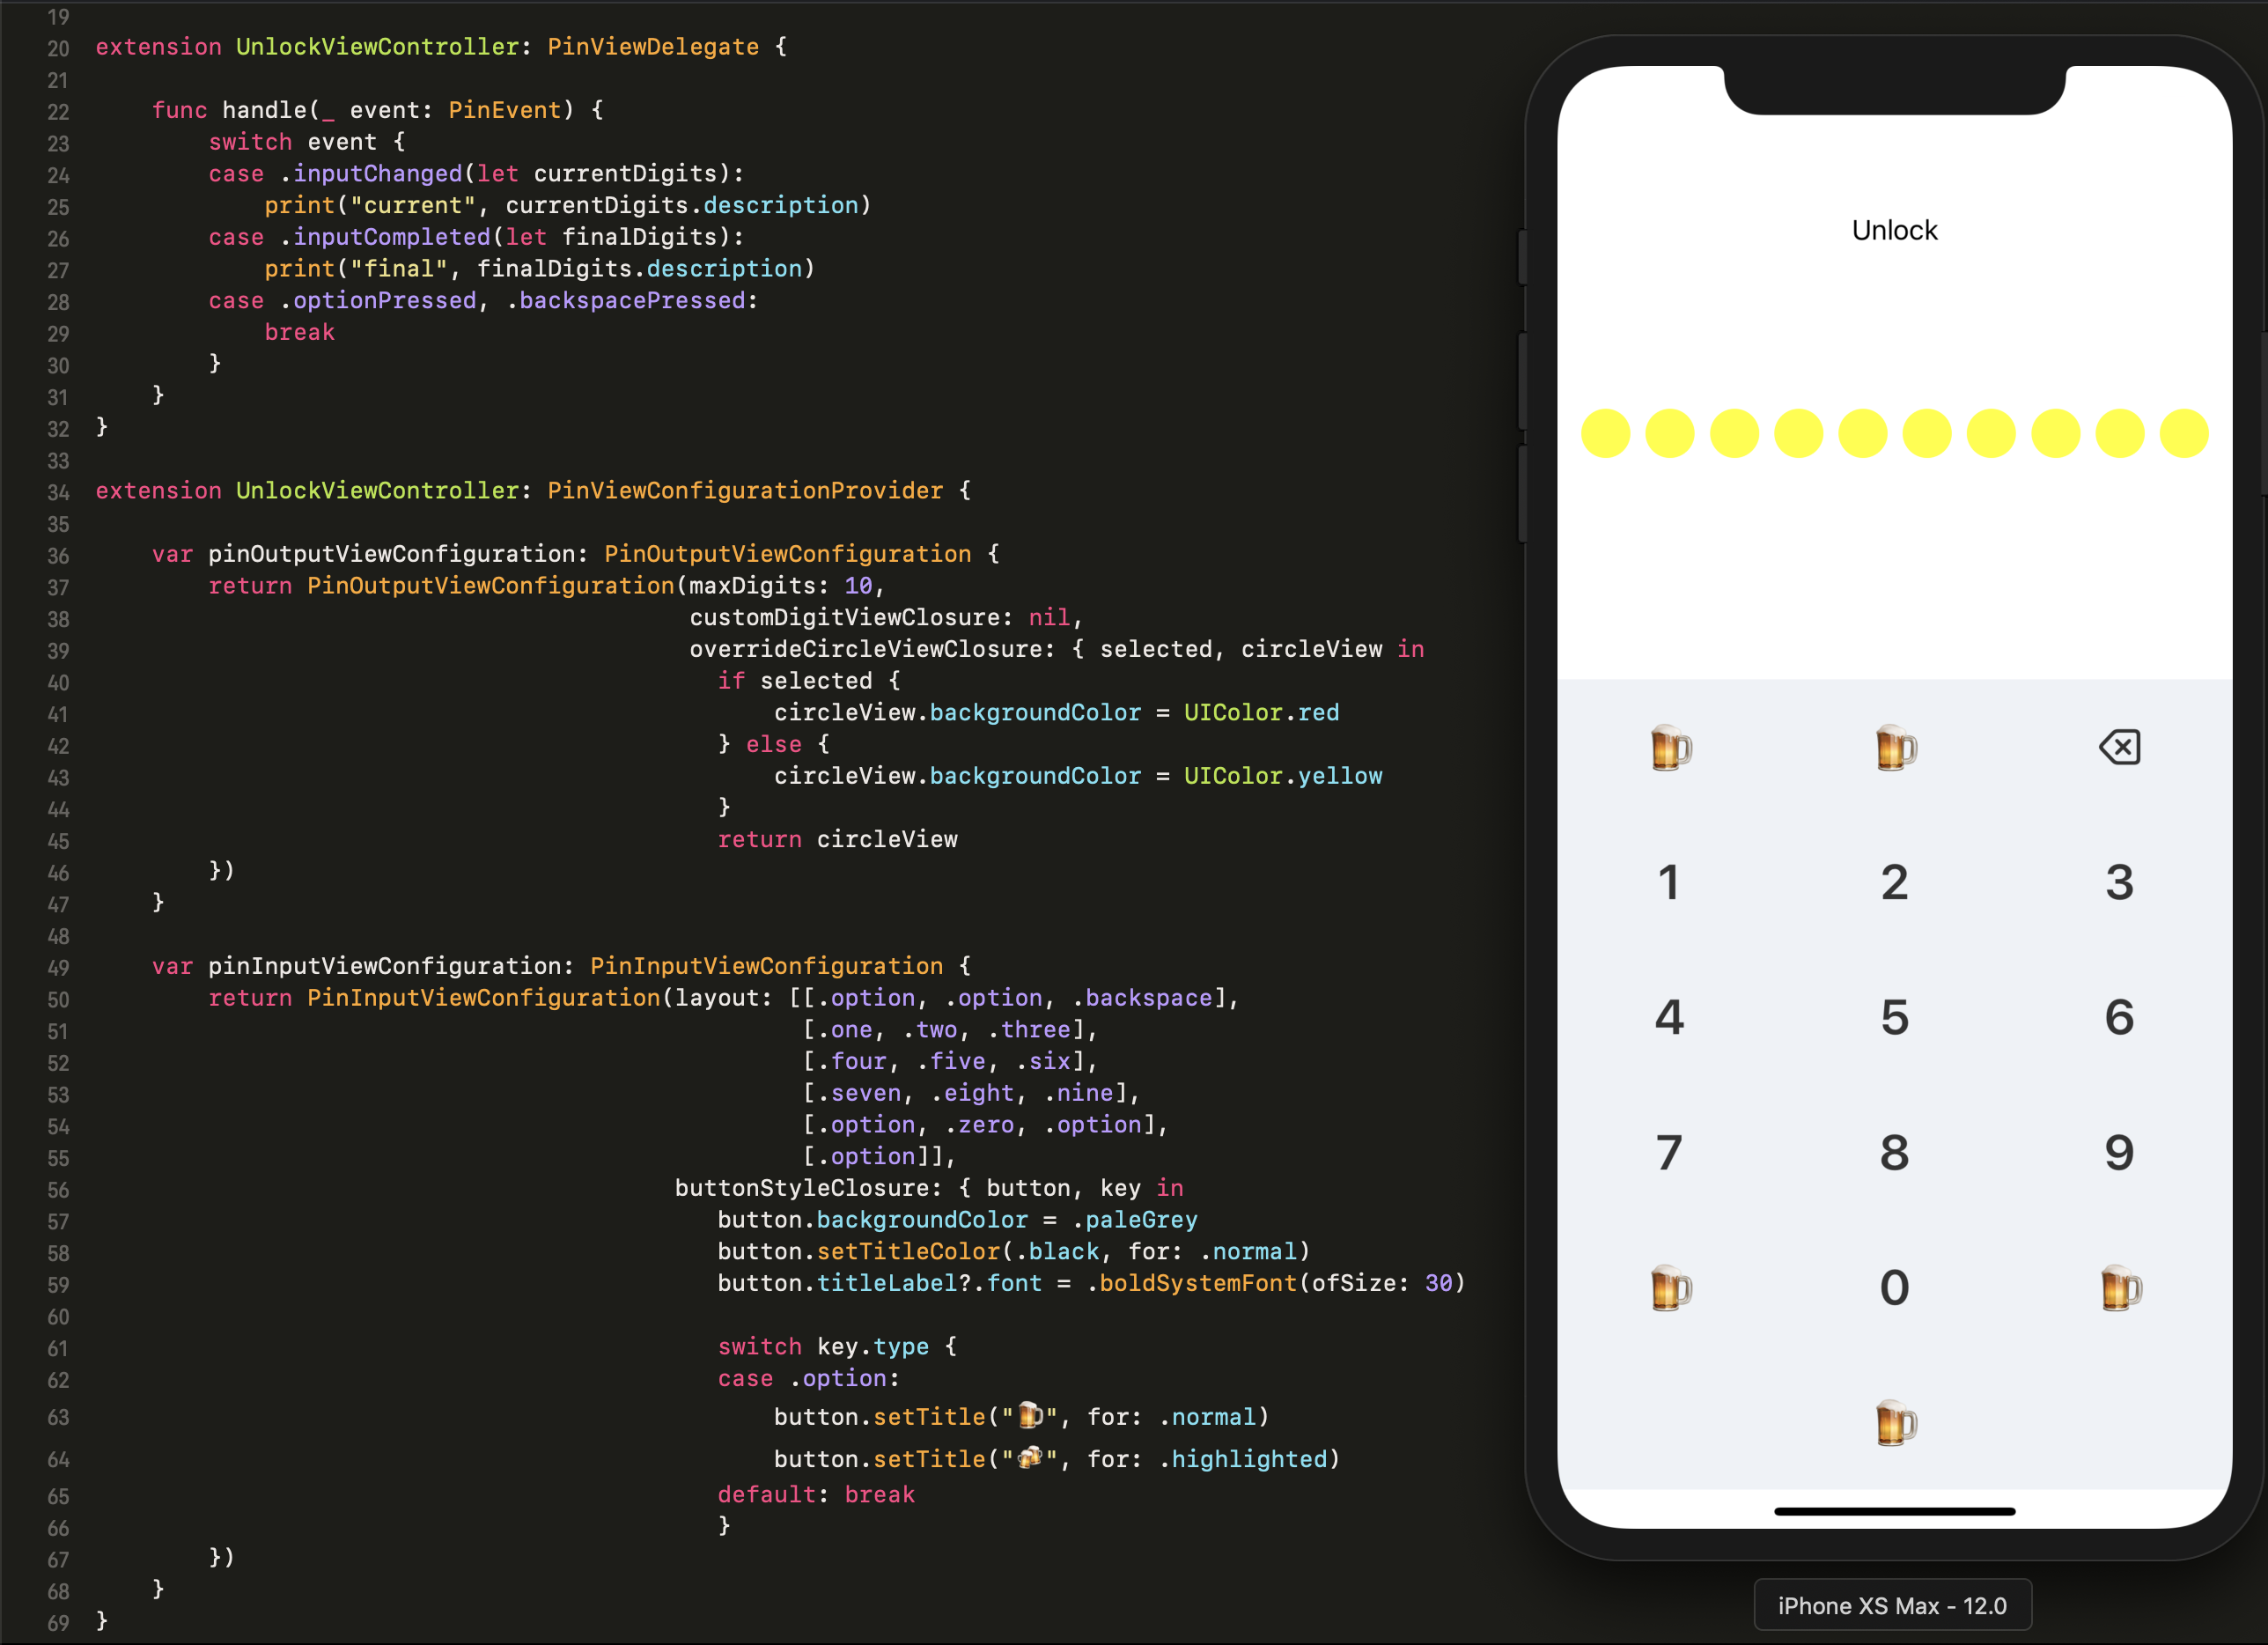 19
20 extension UnlockViewController: PinViewDelegate {
21
22     func handle(_ event: PinEvent) {
23         switch event {
24         case .inputChanged(let currentDigits):
25             print("current", currentDigits.description)
26         case .inputCompleted(let finalDigits):
27             print("final", finalDigits.description)
28         case .optionPressed, .backspacePressed:
29             break
30         }
31     }
32 }
33
34 extension UnlockViewController: PinViewConfigurationProvider {
35
36     var pinOutputViewConfiguration: PinOutputViewConfiguration {
37         return PinOutputViewConfiguration(maxDigits: 10,
38                                           customDigitViewClosure: nil,
39                                           overrideCircleViewClosure: { selected, circleView in
40                                             if selected {
41                                                 circleView.backgroundColor = UIColor.red
42                                             } else {
43                                                 circleView.backgroundColor = UIColor.yellow
44                                             }
45                                             return circleView
46         })
47     }
48
49     var pinInputViewConfiguration: PinInputViewConfiguration {
50         return PinInputViewConfiguration(layout: [[.option, .option, .backspace],
51                                                   [.one, .two, .three],
52                                                   [.four, .five, .six],
53                                                   [.seven, .eight, .nine],
54                                                   [.option, .zero, .option],
55                                                   [.option]],
56                                          buttonStyleClosure: { button, key in
57                                             button.backgroundColor = .paleGrey
58                                             button.setTitleColor(.black, for: .normal)
59                                             button.titleLabel?.font = .boldSystemFont(ofSize: 30)
60
61                                             switch key.type {
62                                             case .option:
63                                                 button.setTitle("🍺", for: .normal)
64                                                 button.setTitle("🍻", for: .highlighted)
65                                             default: break
66                                             }
67         })
68     }
69 }
Unlock
🍺 🍺
1 2 3
4 5 6
7 8 9
🍺 0 🍺
🍺
iPhone XS Max - 12.0